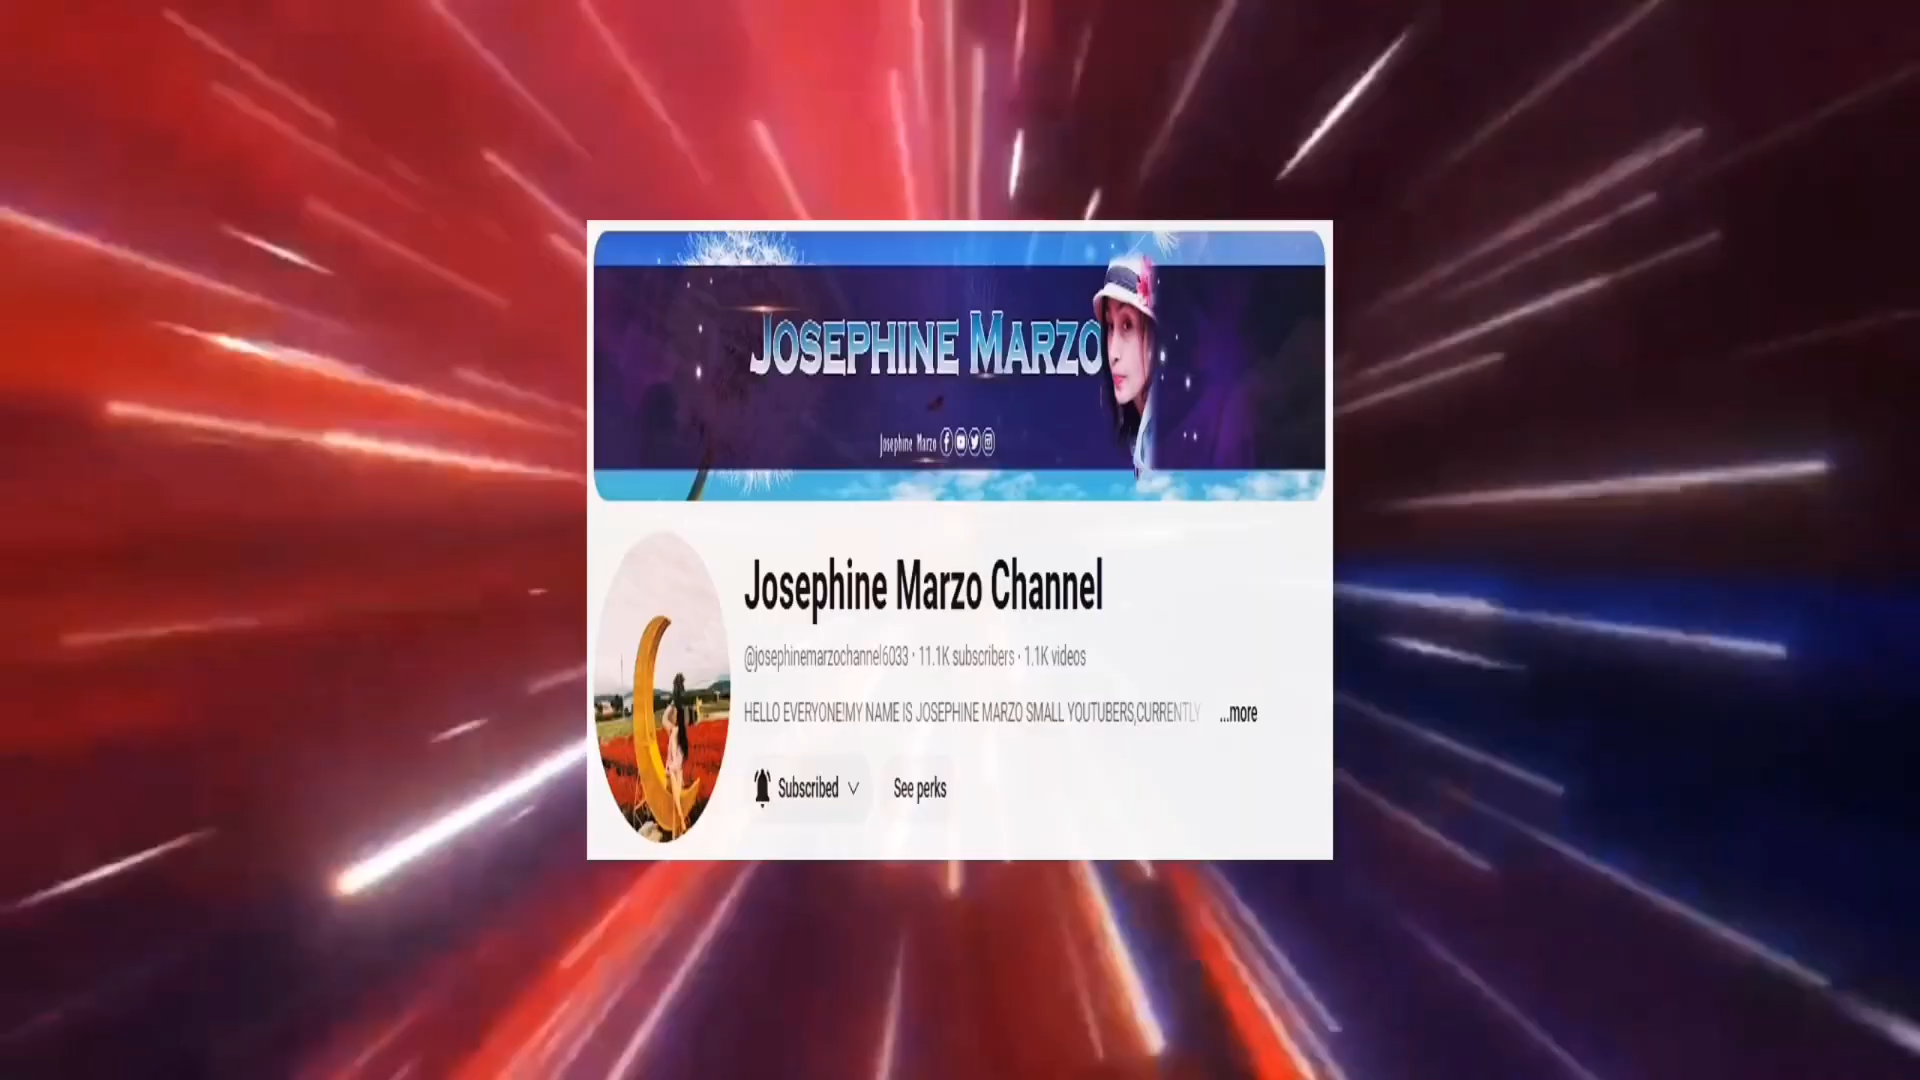 JOSEPHINE MARZO
Josephine Marzo
Josephine Marzo Channel
@josephinemarzochannel6033 · 11.1K subscribers · 1.1K videos
HELLO EVERYONE!MY NAME IS JOSEPHINE MARZO SMALL YOUTUBERS,CURRENTLY ...more
Subscribed
See perks